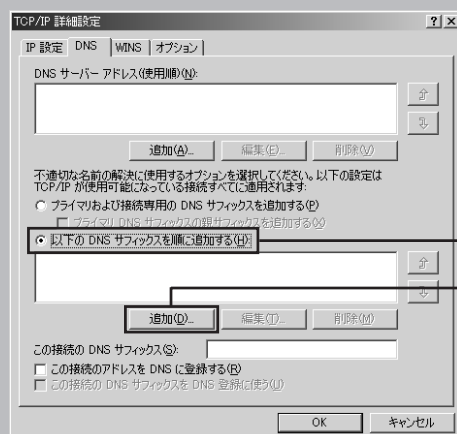 TCP/IP 詳細設定
IP 設定 DNS WINS オプション
DNS サーバー アドレス(使用順)(N):
追加(A)... 編集(E)... 削除(V)
不適切な名前の解決に使用するオプションを選択してください。以下の設定は
TCP/IP が使用可能になっている接続すべてに適用されます:
プライマリおよび接続専用の DNS サフィックスを追加する(P)
プライマリ DNS サフィックスの親サフィックスを追加する(X)
以下の DNS サフィックスを順に追加する(H):
追加(D)... 編集(T)... 削除(M)
この接続の DNS サフィックス(S):
この接続のアドレスを DNS に登録する(R)
この接続の DNS サフィックスを DNS 登録に使う(U)
OK キャンセル